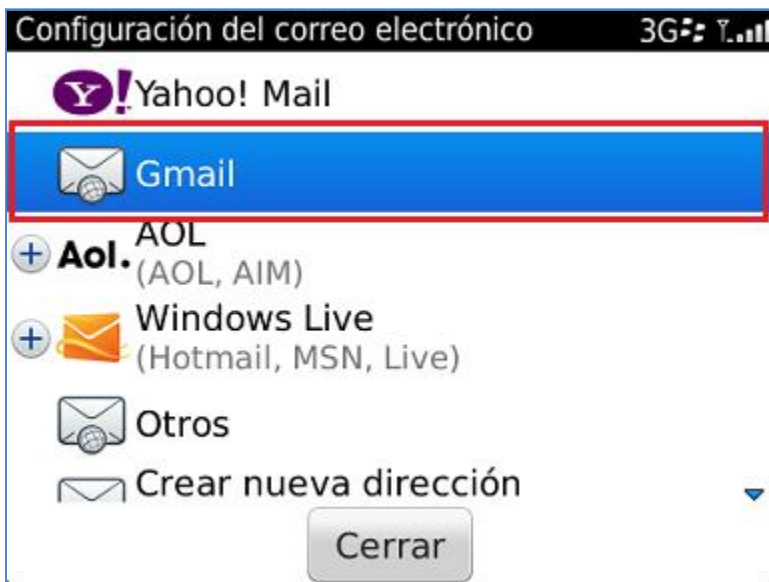 Configuración del correo electrónico 3G
Y! Yahoo! Mail
Gmail
Aol. AOL
(AOL, AIM)
Windows Live
(Hotmail, MSN, Live)
Otros
Crear nueva dirección
Cerrar